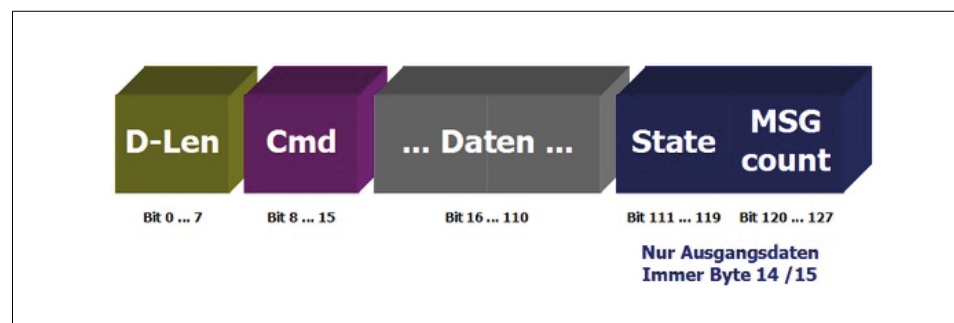 D-Len
Cmd
... Daten ...
State
MSG
count
Bit 0 ... 7
Bit 8 ... 15
Bit 16 ... 110
Bit 111 ... 119
Bit 120 ... 127
Nur Ausgangsdaten
Immer Byte 14 /15